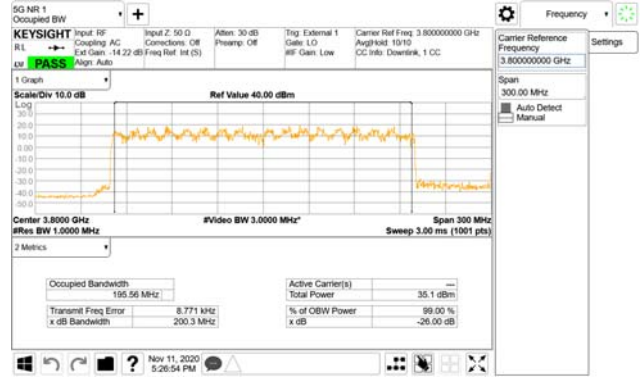 5G NR 1
Occupied BW
Frequency
KEYSIGHT Input: RF Input Z: 50 Ω Atten: 30 dB Trig: External 1 Carrier Ref Freq: 3.800000000 GHz
RL Coupling: AC Corrections: Off Preamp: Off Gate: LO Avg|Hold: 10/10
Ext Gain: -14.22 dB Freq Ref: Int (S) #IF Gain: Low CC Info: Downlink, 1 CC
PASS Align: Auto
Carrier Reference
Frequency
3.800000000 GHz
Settings
Span
300.00 MHz
Auto Detect
Manual
1 Graph
Scale/Div 10.0 dB Ref Value 40.00 dBm
Log
30.0
20.0
10.0
0.00
-10.0
-20.0
-30.0
-40.0
-50.0
Center 3.8000 GHz #Video BW 3.0000 MHz* Span 300 MHz
#Res BW 1.0000 MHz Sweep 3.00 ms (1001 pts)
2 Metrics
Occupied Bandwidth Active Carrier(s) ---
195.56 MHz Total Power 35.1 dBm
Transmit Freq Error 8.771 kHz % of OBW Power 99.00 %
x dB Bandwidth 200.3 MHz x dB -26.00 dB
Nov 11, 2020
5:26:54 PM